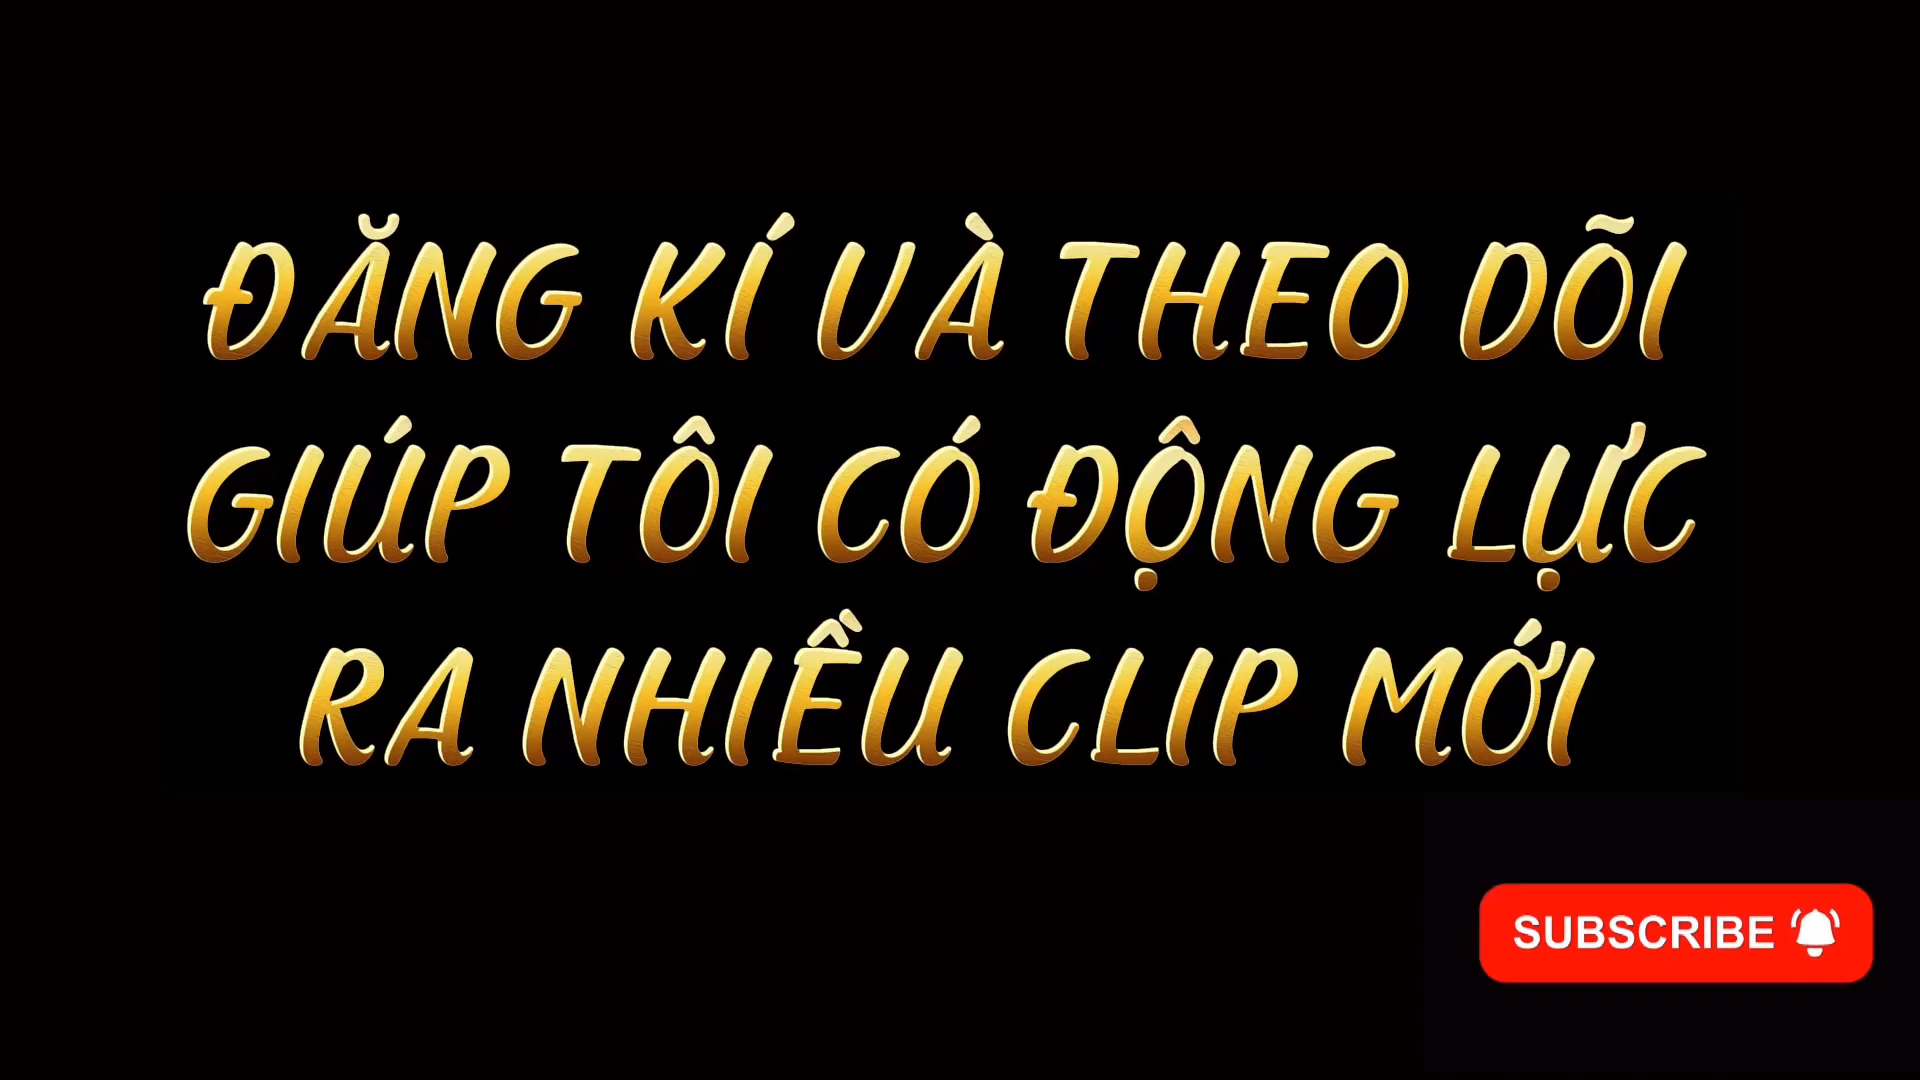 ĐĂNG KÍ VÀ THEO DÕI
GIÚP TÔI CÓ ĐỘNG LỰC
RA NHIỀU CLIP MỚI
SUBSCRIBE